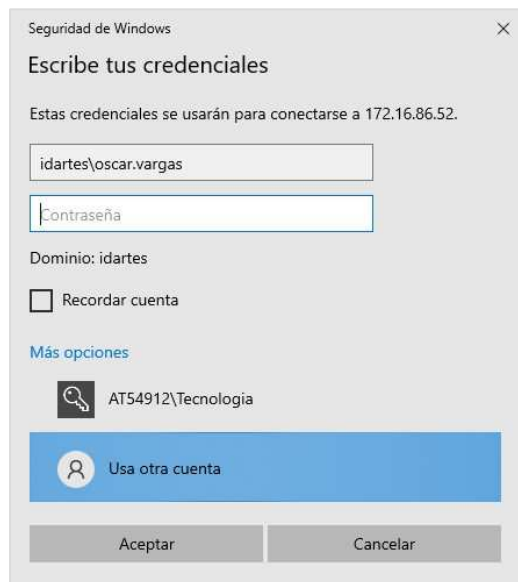 Seguridad de Windows
Escribe tus credenciales
Estas credenciales se usarán para conectarse a 172.16.86.52.
idartes\oscar.vargas
Contraseña
Dominio: idartes
Recordar cuenta
Más opciones
AT54912\Tecnologia
Usa otra cuenta
Aceptar Cancelar